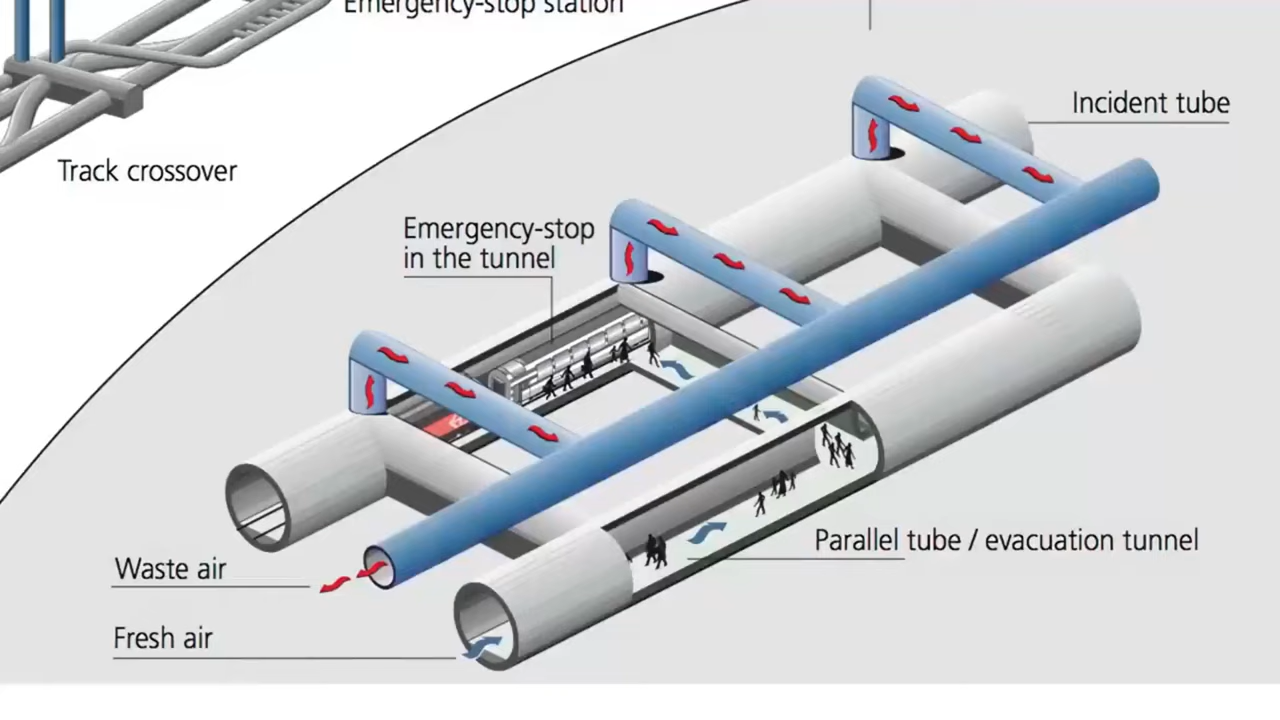 Emergency-stop station
Incident tube
Track crossover
Emergency-stop
in the tunnel
Parallel tube / evacuation tunnel
Waste air
Fresh air